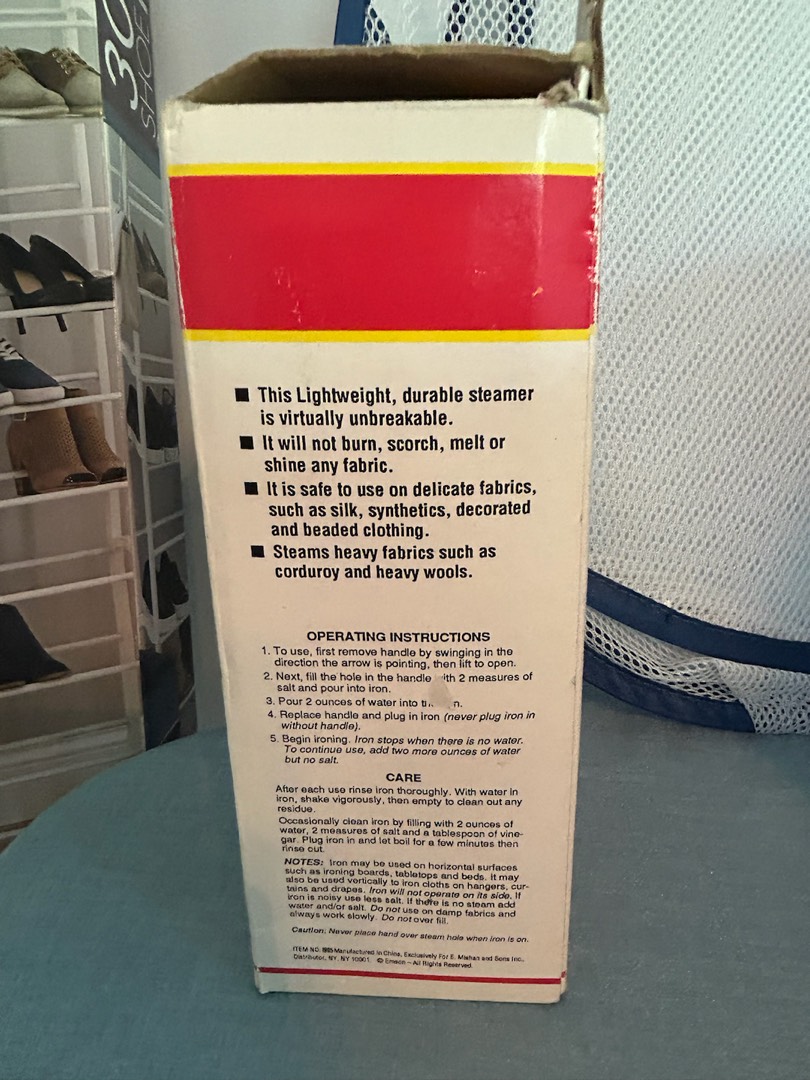 30
SHOE
■ This Lightweight, durable steamer
is virtually unbreakable.
■ It will not burn, scorch, melt or
shine any fabric.
■ It is safe to use on delicate fabrics,
such as silk, synthetics, decorated
and beaded clothing.
■ Steams heavy fabrics such as
corduroy and heavy wools.
OPERATING INSTRUCTIONS
1. To use, first remove handle by swinging in the
direction the arrow is pointing, then lift to open.
2. Next, fill the hole in the handle ith 2 measures of
salt and pour into iron.
3. Pour 2 ounces of water into n.
4. Replace handle and plug in iron (never plug iron in
without handle).
5. Begin ironing. Iron stops when there is no water.
To continue use, add two more ounces of water
but no salt.
CARE
After each use rinse iron thoroughly. With water in
iron, shake vigorously, then empty to clean out any
residue.
Occasionally clean iron by filling with 2 ounces of
water, 2 measures of salt and a tablespoon of vine-
gar. Plug iron in and let boil for a few minutes then
rinse out.
NOTES: Iron may be used on horizontal surfaces
such as ironing boards, tabletops and beds. It may
also be used vertically to iron cloths on hangers, cur-
tains and drapes. Iron will not operate on its side. If
iron is noisy use less salt. If there is no steam add
water and/or salt. Do not use on damp fabrics and
always work slowly. Do not over fill.
Caution: Never place hand over steam hole when iron is on.
ITEM NO. Manufactured in China, Exclusively For E. Mishan and Sons Inc.,
Distributor, NY, NY 10001. © Emson – All Rights Reserved.